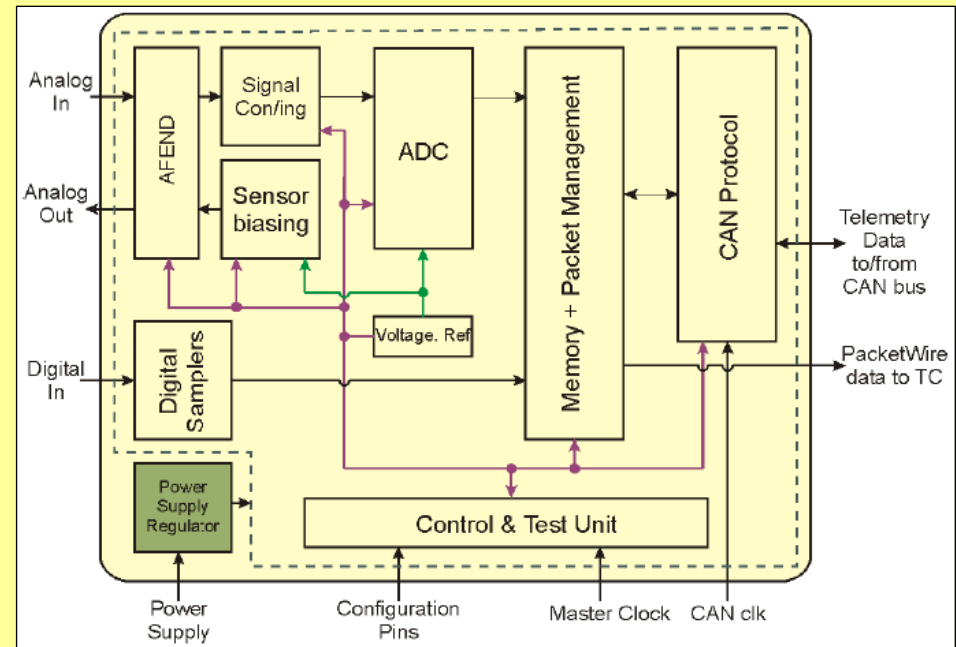 Analog
In
AFEND
Signal
Con/ing
ADC
Memory + Packet Management
CAN Protocol
Analog
Out
Sensor
biasing
Telemetry
Data
to/from
CAN bus
Voltage. Ref
Digital
In
Digital
Samplers
PacketWire
data to TC
Power
Supply
Regulator
Control & Test Unit
Power
Supply
Configuration
Pins
Master Clock
CAN clk